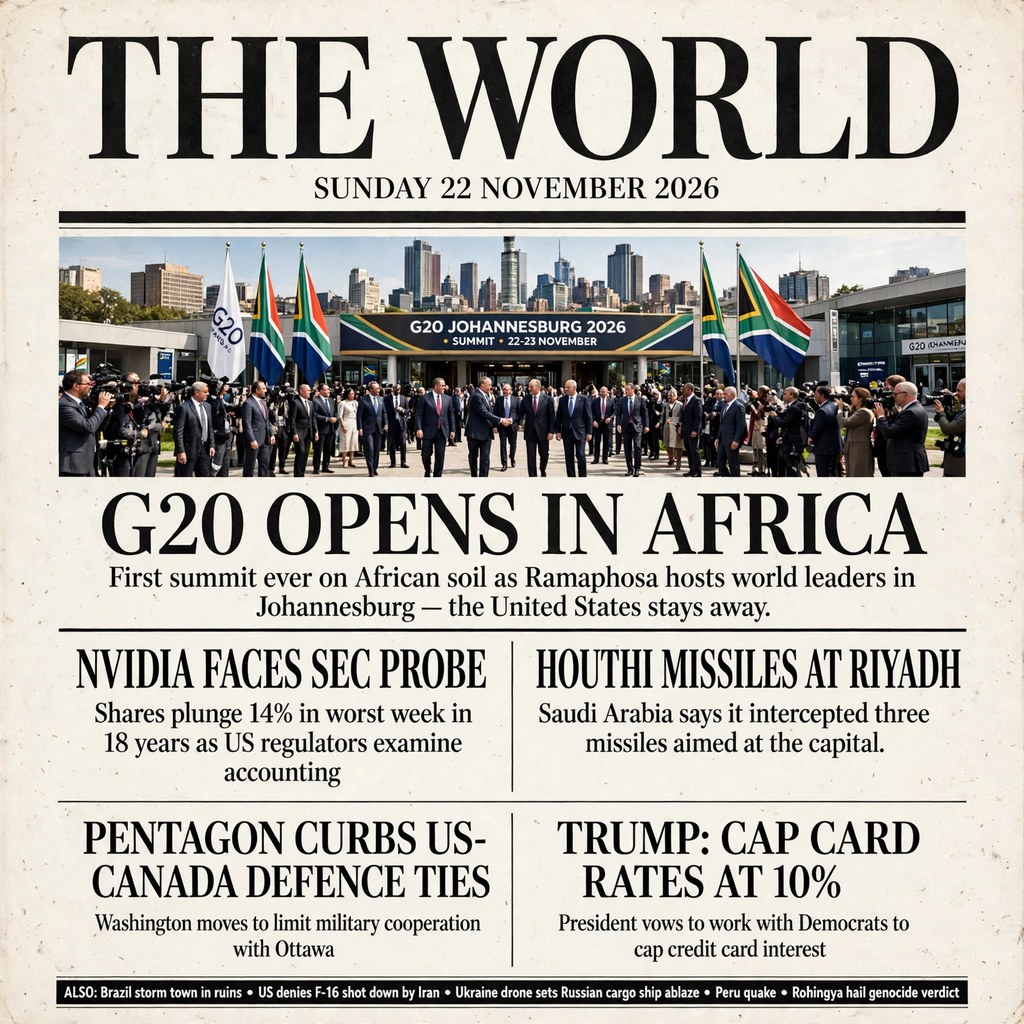 THE WORLD
SUNDAY 22 NOVEMBER 2026
G20
G20 JOHANNESBURG 2026
• SUMMIT • 22-23 NOVEMBER
G20
G20 OPENS IN AFRICA
First summit ever on African soil as Ramaphosa hosts world leaders in
Johannesburg — the United States stays away.
NVIDIA FACES SEC PROBE
Shares plunge 14% in worst week in
18 years as US regulators examine
accounting
HOUTHI MISSILES AT RIYADH
Saudi Arabia says it intercepted three
missiles aimed at the capital.
PENTAGON CURBS US-
CANADA DEFENCE TIES
Washington moves to limit military cooperation
with Ottawa
TRUMP: CAP CARD
RATES AT 10%
President vows to work with Democrats to
cap credit card interest
ALSO: Brazil storm town in ruins • US denies F-16 shot down by Iran • Ukraine drone sets Russian cargo ship ablaze • Peru quake • Rohingya hail genocide verdict